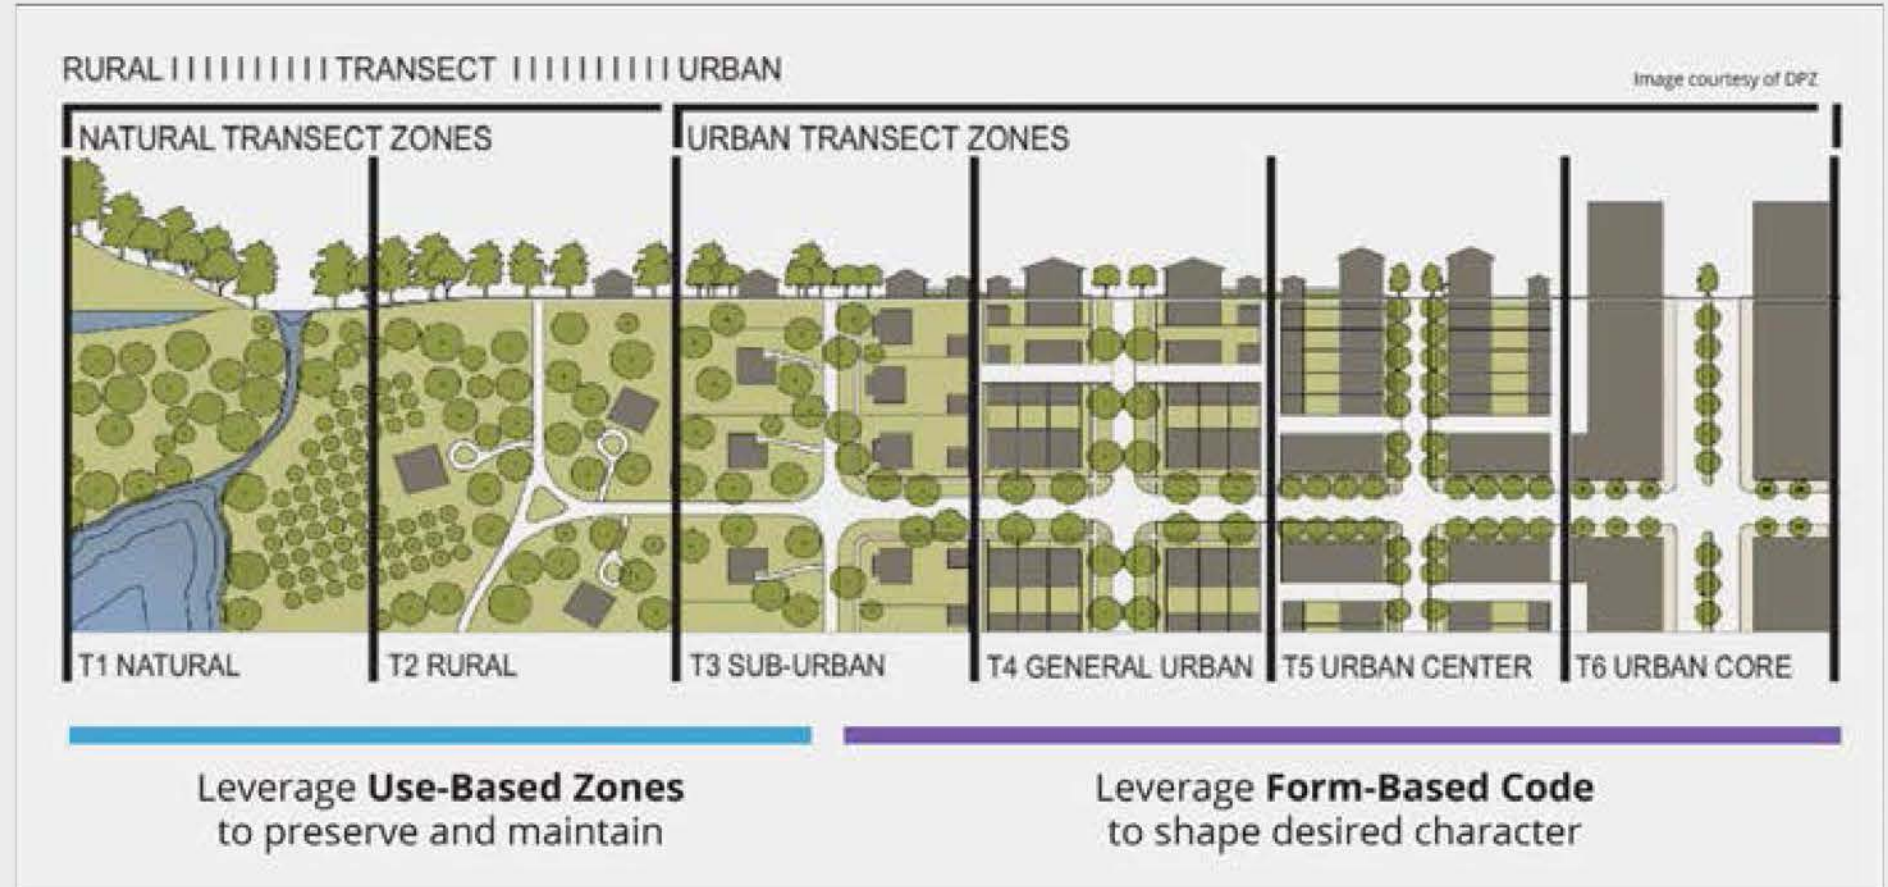 RURAL IIIIIIIIII TRANSECT IIIIIIIIII URBAN
Image courtesy of DPZ
NATURAL TRANSECT ZONES
URBAN TRANSECT ZONES
T1 NATURAL
T2 RURAL
T3 SUB-URBAN
T4 GENERAL URBAN
T5 URBAN CENTER
T6 URBAN CORE
Leverage Use-Based Zones
to preserve and maintain
Leverage Form-Based Code
to shape desired character